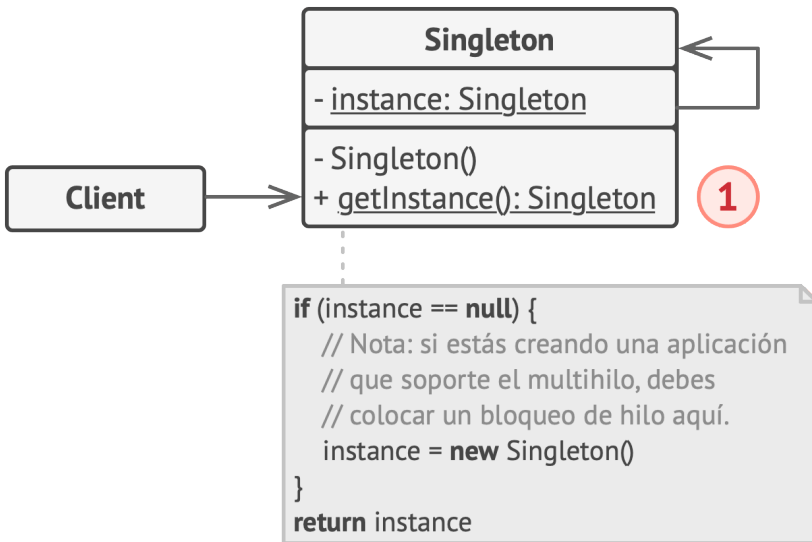 Singleton
- instance: Singleton
- Singleton()
+ getInstance(): Singleton
Client
1
if (instance == null) {
// Nota: si estás creando una aplicación
// que soporte el multihilo, debes
// colocar un bloqueo de hilo aquí.
instance = new Singleton()
}
return instance